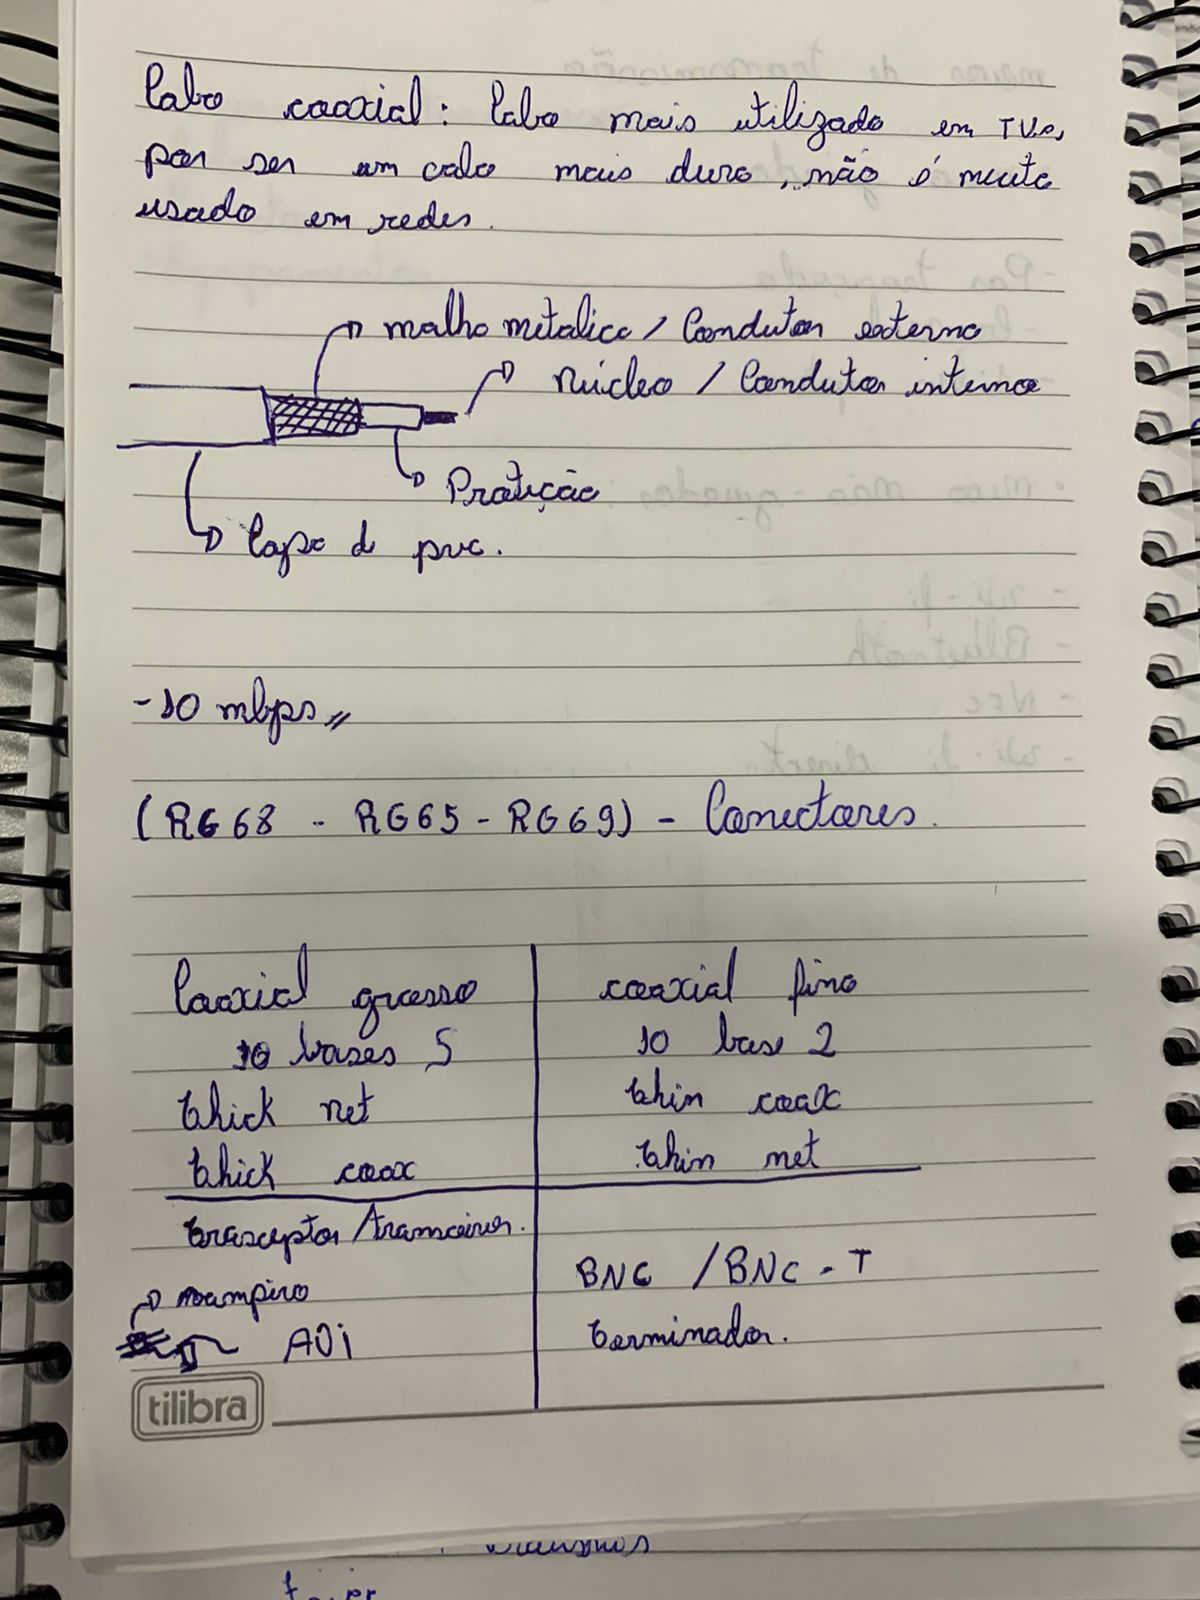 Cabo coaxial: Cabo mais utilizado em TVs,
por ser um cabo mais duro, não é muito
usado em redes.
malha metalica / Condutor externo
Núcleo / Condutor interno
Proteção
Capa de pvc.
-10 mbps
(RG68 - RG65 - RG69) - Conectores.
Coaxial grosso
10 bases 5
thick net
thick coax
coaxial fino
10 base 2
thin coax
thin net
vampiro
AUi
BNC / BNC - T
terminador.
tilibra